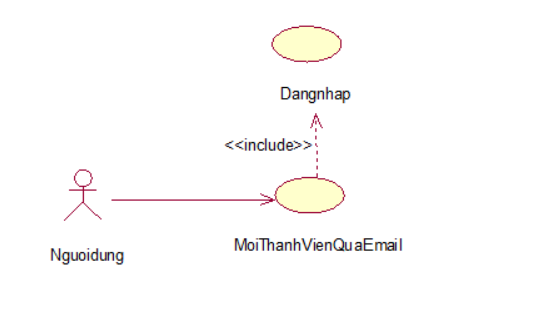 Dangnhap
<<include>>
MoiThanhVienQuaEmail
Nguoidung